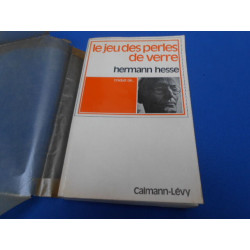 le jeu des perles
de verre
hermann hesse
Calmann-Lévy